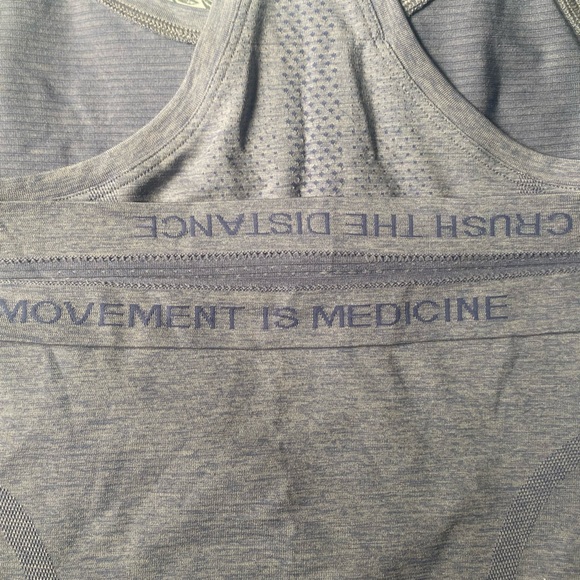 CRUSH THE DISTANCE
MOVEMENT IS MEDICINE